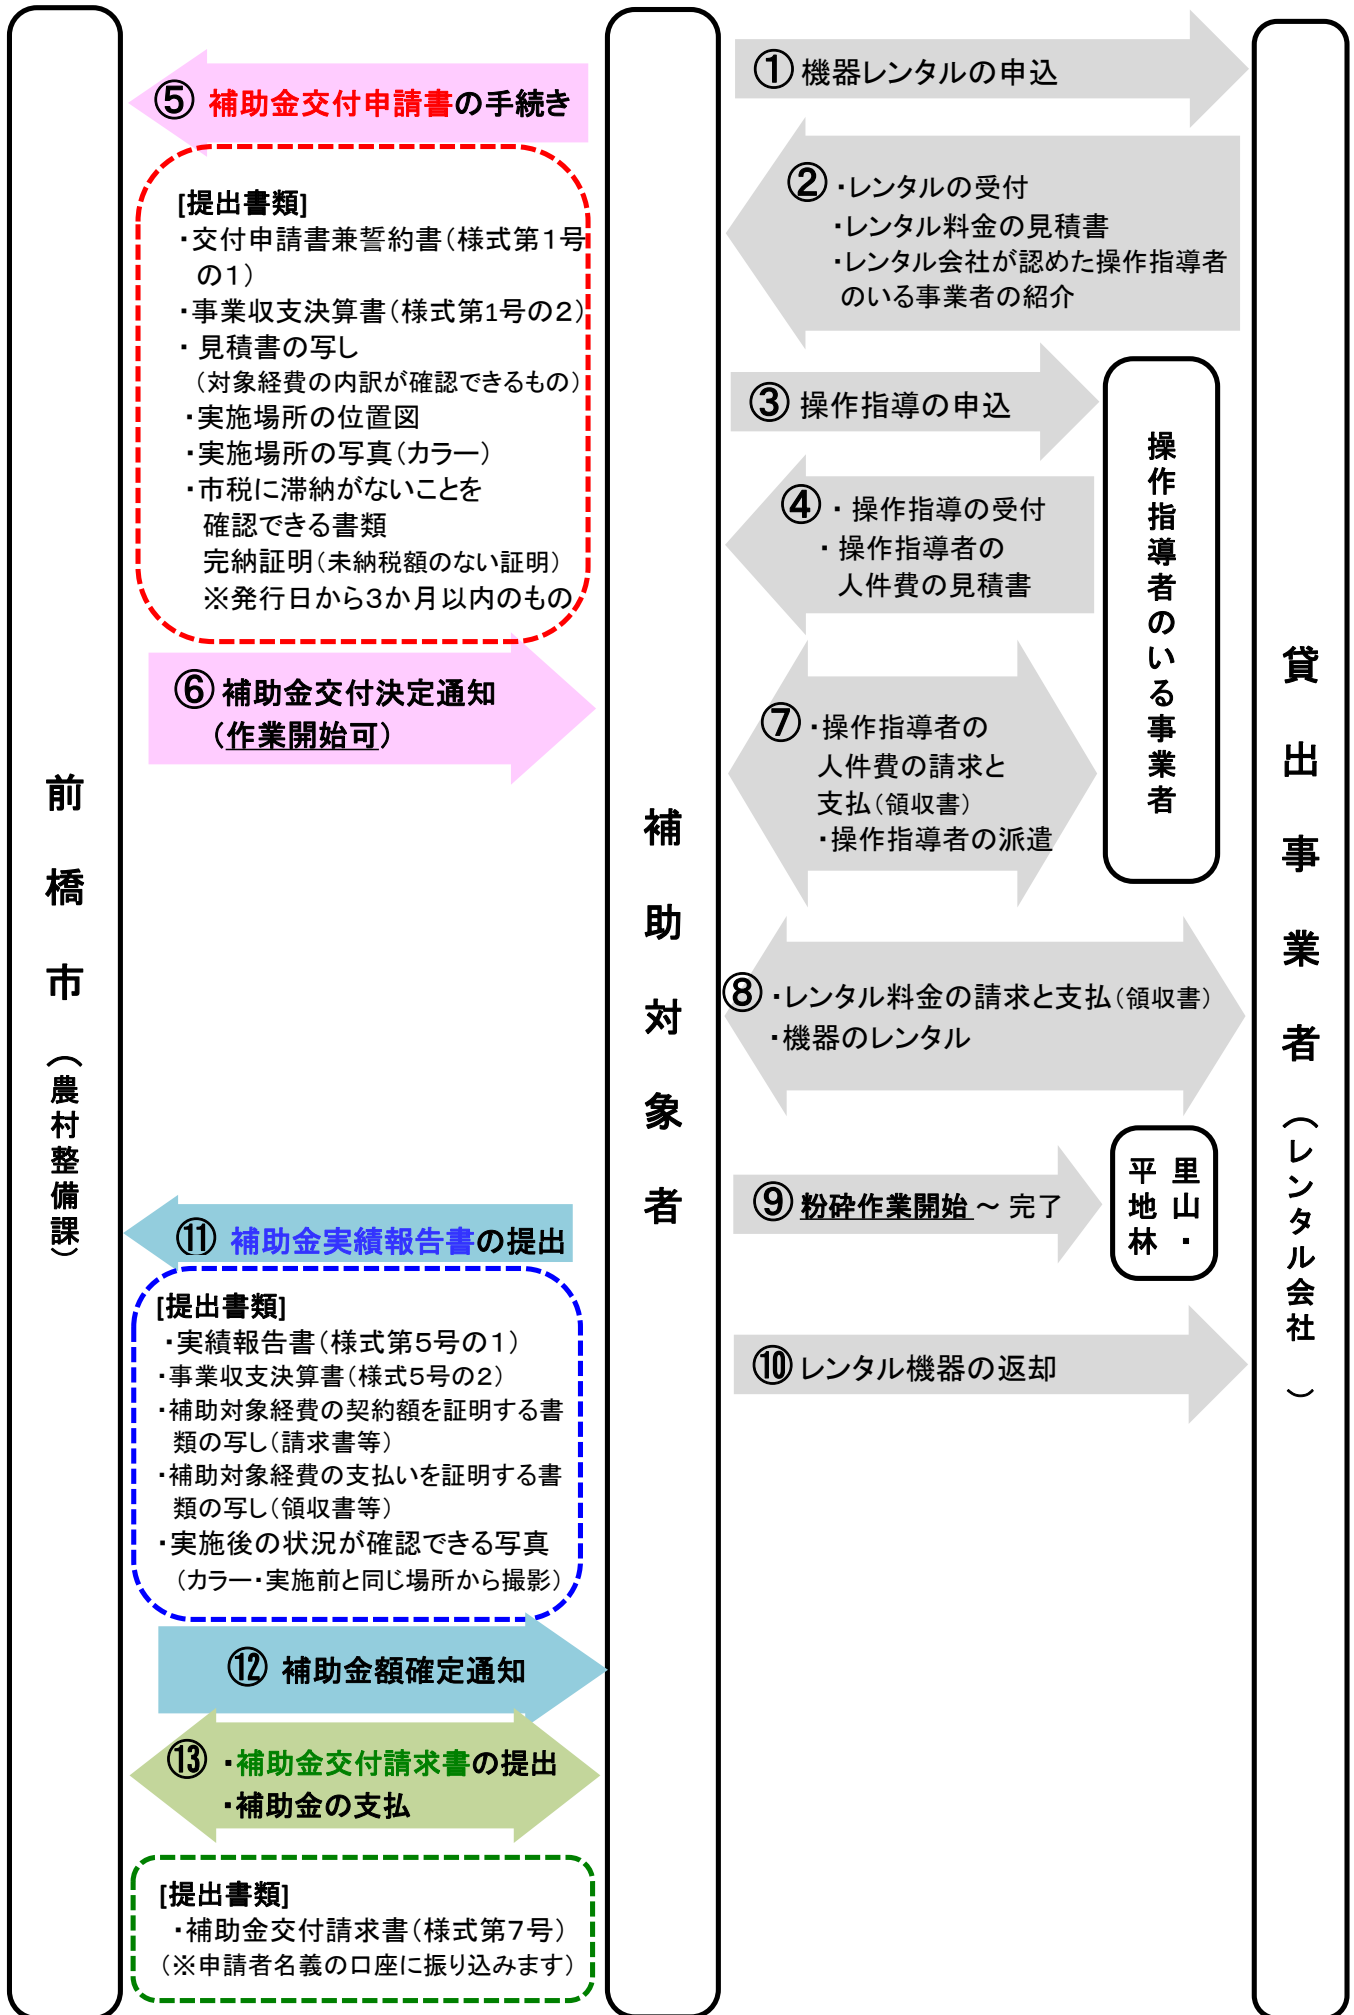 前橋市（農村整備課）
補助対象者
貸出事業者（レンタル会社　）
① 機器レンタルの申込
② ・レンタルの受付
・レンタル料金の見積書
・レンタル会社が認めた操作指導者
のいる事業者の紹介
操作指導者のいる事業者
③ 操作指導の申込
④ ・操作指導の受付
・操作指導者の
人件費の見積書
⑤ 補助金交付申請書の手続き
[提出書類]
・交付申請書兼誓約書（様式第１号
の１）
・事業収支決算書（様式第1号の２）
・ 見積書の写し
（対象経費の内訳が確認できるもの）
・実施場所の位置図
・実施場所の写真（カラー）
・市税に滞納がないことを
確認できる書類
完納証明（未納税額のない証明）
※発行日から３か月以内のもの
⑥ 補助金交付決定通知
（作業開始可）
⑦ ・操作指導者の
人件費の請求と
支払（領収書）
・操作指導者の派遣
⑧ ・レンタル料金の請求と支払（領収書）
・機器のレンタル
⑨ 粉砕作業開始 ～ 完了
里山・
平地林
⑩ レンタル機器の返却
⑪ 補助金実績報告書の提出
[提出書類]
・実績報告書（様式第５号の１）
・事業収支決算書（様式５号の２）
・補助対象経費の契約額を証明する書
類の写し（請求書等）
・補助対象経費の支払いを証明する書
類の写し（領収書等）
・実施後の状況が確認できる写真
（カラー・実施前と同じ場所から撮影）
⑫ 補助金額確定通知
⑬ ・補助金交付請求書の提出
・補助金の支払
[提出書類]
・補助金交付請求書（様式第７号）
（※申請者名義の口座に振り込みます）